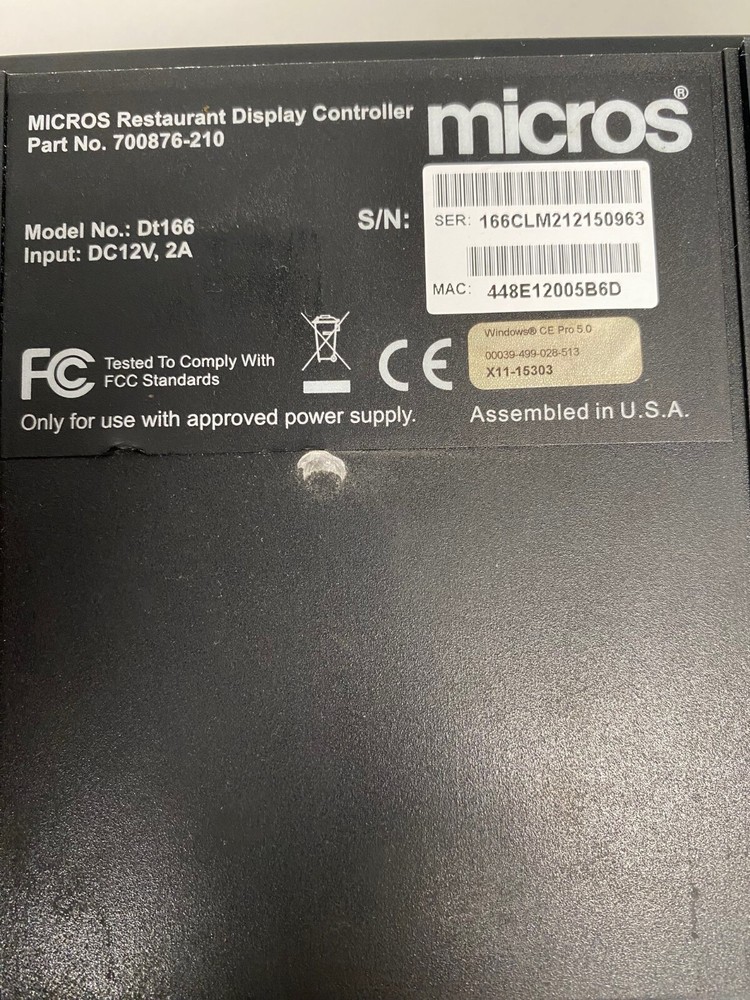 MICROS Restaurant Display Controller
Part No. 700876-210
micros®
Model No.: Dt166
Input: DC12V, 2A
S/N:
SER: 166CLM212150963
MAC: 448E12005B6D
FC
Tested To Comply With
FCC Standards
CE
Windows® CE Pro 5.0
00039-499-028-513
X11-15303
Only for use with approved power supply.
Assembled in U.S.A.